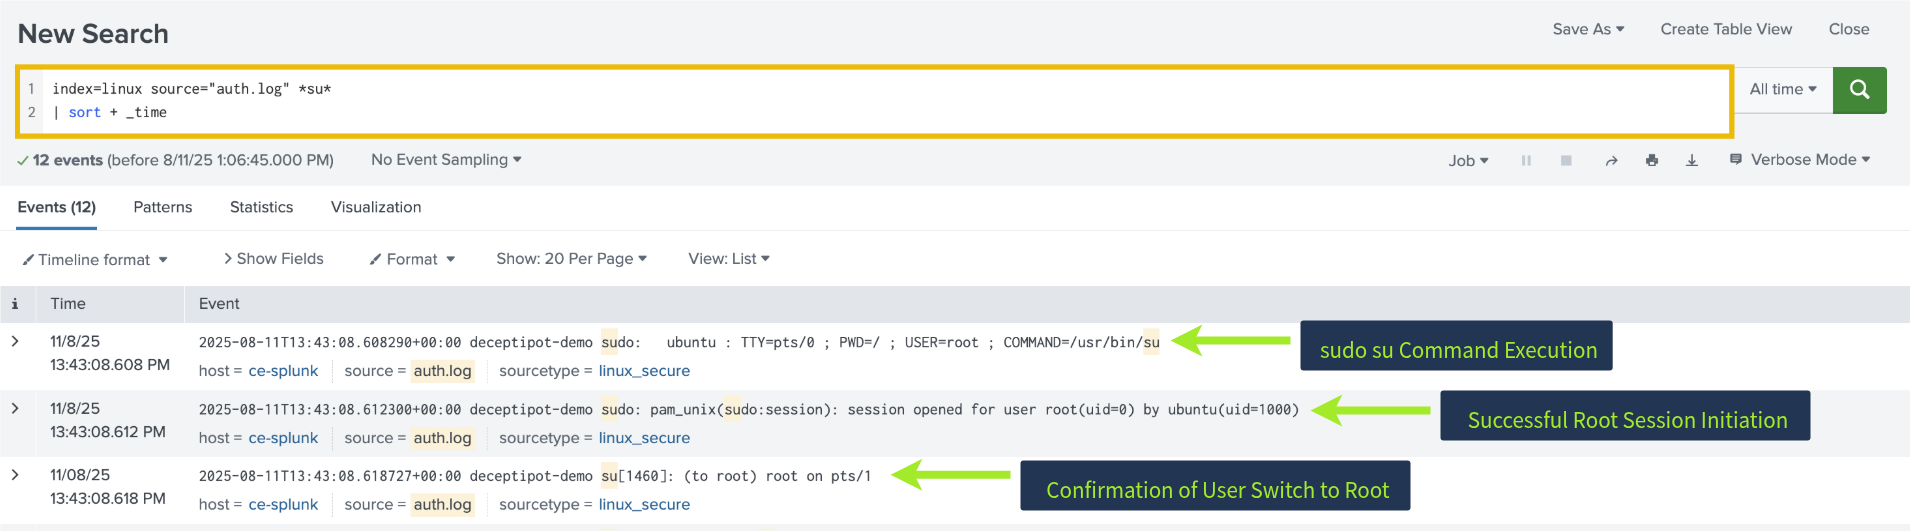 New Search
Save As Create Table View Close
1 index=linux source="auth.log" *su*
2 | sort + _time
All time
12 events (before 8/11/25 1:06:45.000 PM) No Event Sampling
Job Verbose Mode
Events (12) Patterns Statistics Visualization
Timeline format Show Fields Format Show: 20 Per Page View: List
i Time Event
11/8/25 2025-08-11T13:43:08.608290+00:00 deceptipot-demo sudo: ubuntu : TTY=pts/0 ; PWD=/ ; USER=root ; COMMAND=/usr/bin/su
sudo su Command Execution
13:43:08.608 PM host = ce-splunk source = auth.log sourcetype = linux_secure
11/8/25 2025-08-11T13:43:08.612300+00:00 deceptipot-demo sudo: pam_unix(sudo:session): session opened for user root(uid=0) by ubuntu(uid=1000)
Successful Root Session Initiation
13:43:08.612 PM host = ce-splunk source = auth.log sourcetype = linux_secure
11/08/25 2025-08-11T13:43:08.618727+00:00 deceptipot-demo su[1460]: (to root) root on pts/1
Confirmation of User Switch to Root
13:43:08.618 PM host = ce-splunk source = auth.log sourcetype = linux_secure